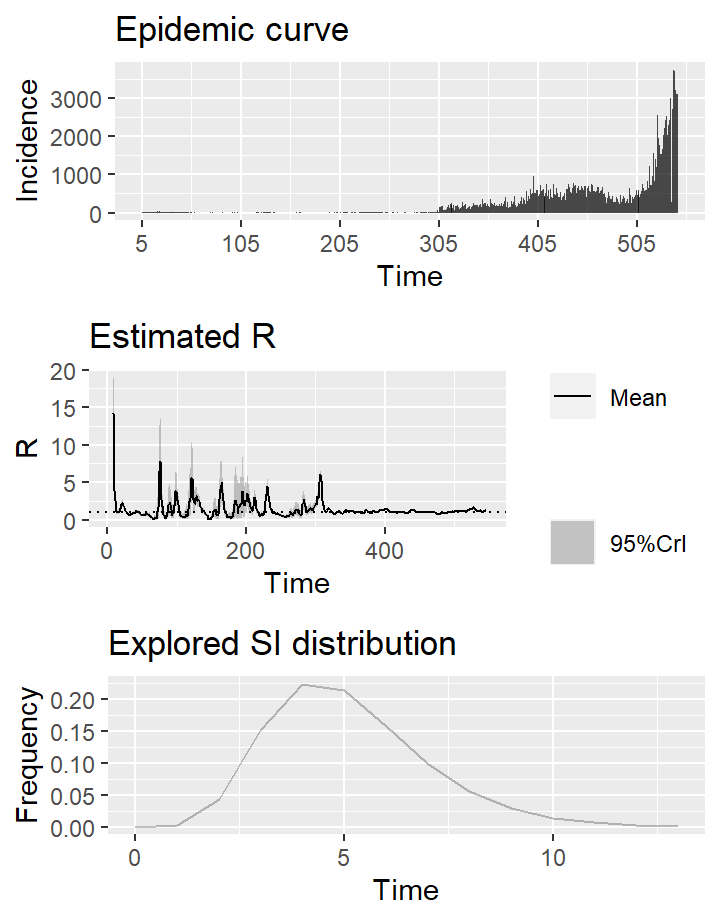 Epidemic curve
Incidence
3000
2000
1000
0
5 105 205 305 405 505
Time
Estimated R
R
20
15
10
5
0
0 200 400
Time
Mean
95%CrI
Explored SI distribution
Frequency
0.20
0.15
0.10
0.05
0.00
0 5 10
Time